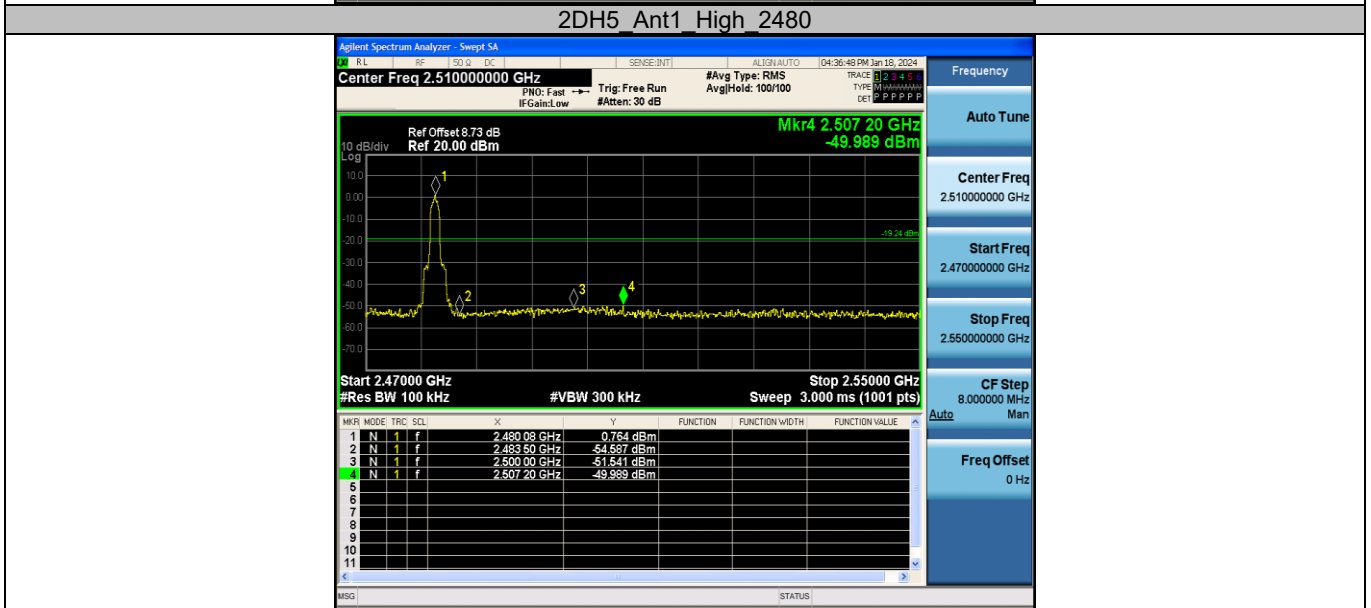 2DH5_Ant1_High_2480
Agilent Spectrum Analyzer - Swept SA
LXI RL RF 50 Ω DC SENSE:INT ALIGNAUTO 04:36:48 PM Jan 18, 2024
Center Freq 2.510000000 GHz
PNO: Fast
IFGain:Low
Trig: Free Run
#Atten: 30 dB
#Avg Type: RMS
Avg|Hold: 100/100
TRACE 1 2 3 4 5 6
TYPE M
DET P P P P P P
Frequency
Mkr4 2.507 20 GHz
-49.989 dBm
Ref Offset 8.73 dB
10 dB/div Ref 20.00 dBm
Log
10.0
0.00
-10.0
-20.0
-30.0
-40.0
-50.0
-60.0
-70.0
1
2
3
4
-19.24 dBm
Start 2.47000 GHz Stop 2.55000 GHz
#Res BW 100 kHz #VBW 300 kHz Sweep 3.000 ms (1001 pts)
MKR MODE TRC SCL X Y FUNCTION FUNCTION WIDTH FUNCTION VALUE
1 N 1 f 2.480 08 GHz 0.764 dBm
2 N 1 f 2.483 50 GHz -54.587 dBm
3 N 1 f 2.500 00 GHz -51.541 dBm
4 N 1 f 2.507 20 GHz -49.989 dBm
5
6
7
8
9
10
11
MSG STATUS
Auto Tune
Center Freq
2.510000000 GHz
Start Freq
2.470000000 GHz
Stop Freq
2.550000000 GHz
CF Step
8.000000 MHz
Auto Man
Freq Offset
0 Hz